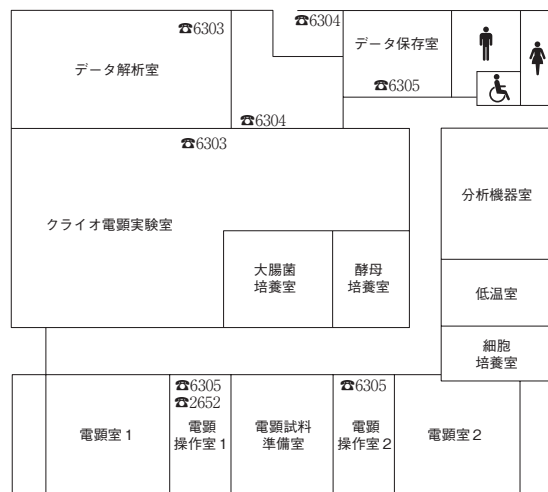 ☎6303
☎6304
データ解析室
データ保存室
☎6305
☎6304
☎6303
クライオ電顕実験室
分析機器室
大腸菌
培養室
酵母
培養室
低温室
細胞
培養室
☎6305
☎2652
☎6305
電顕室1
電顕
操作室1
電顕試料
準備室
電顕
操作室2
電顕室2